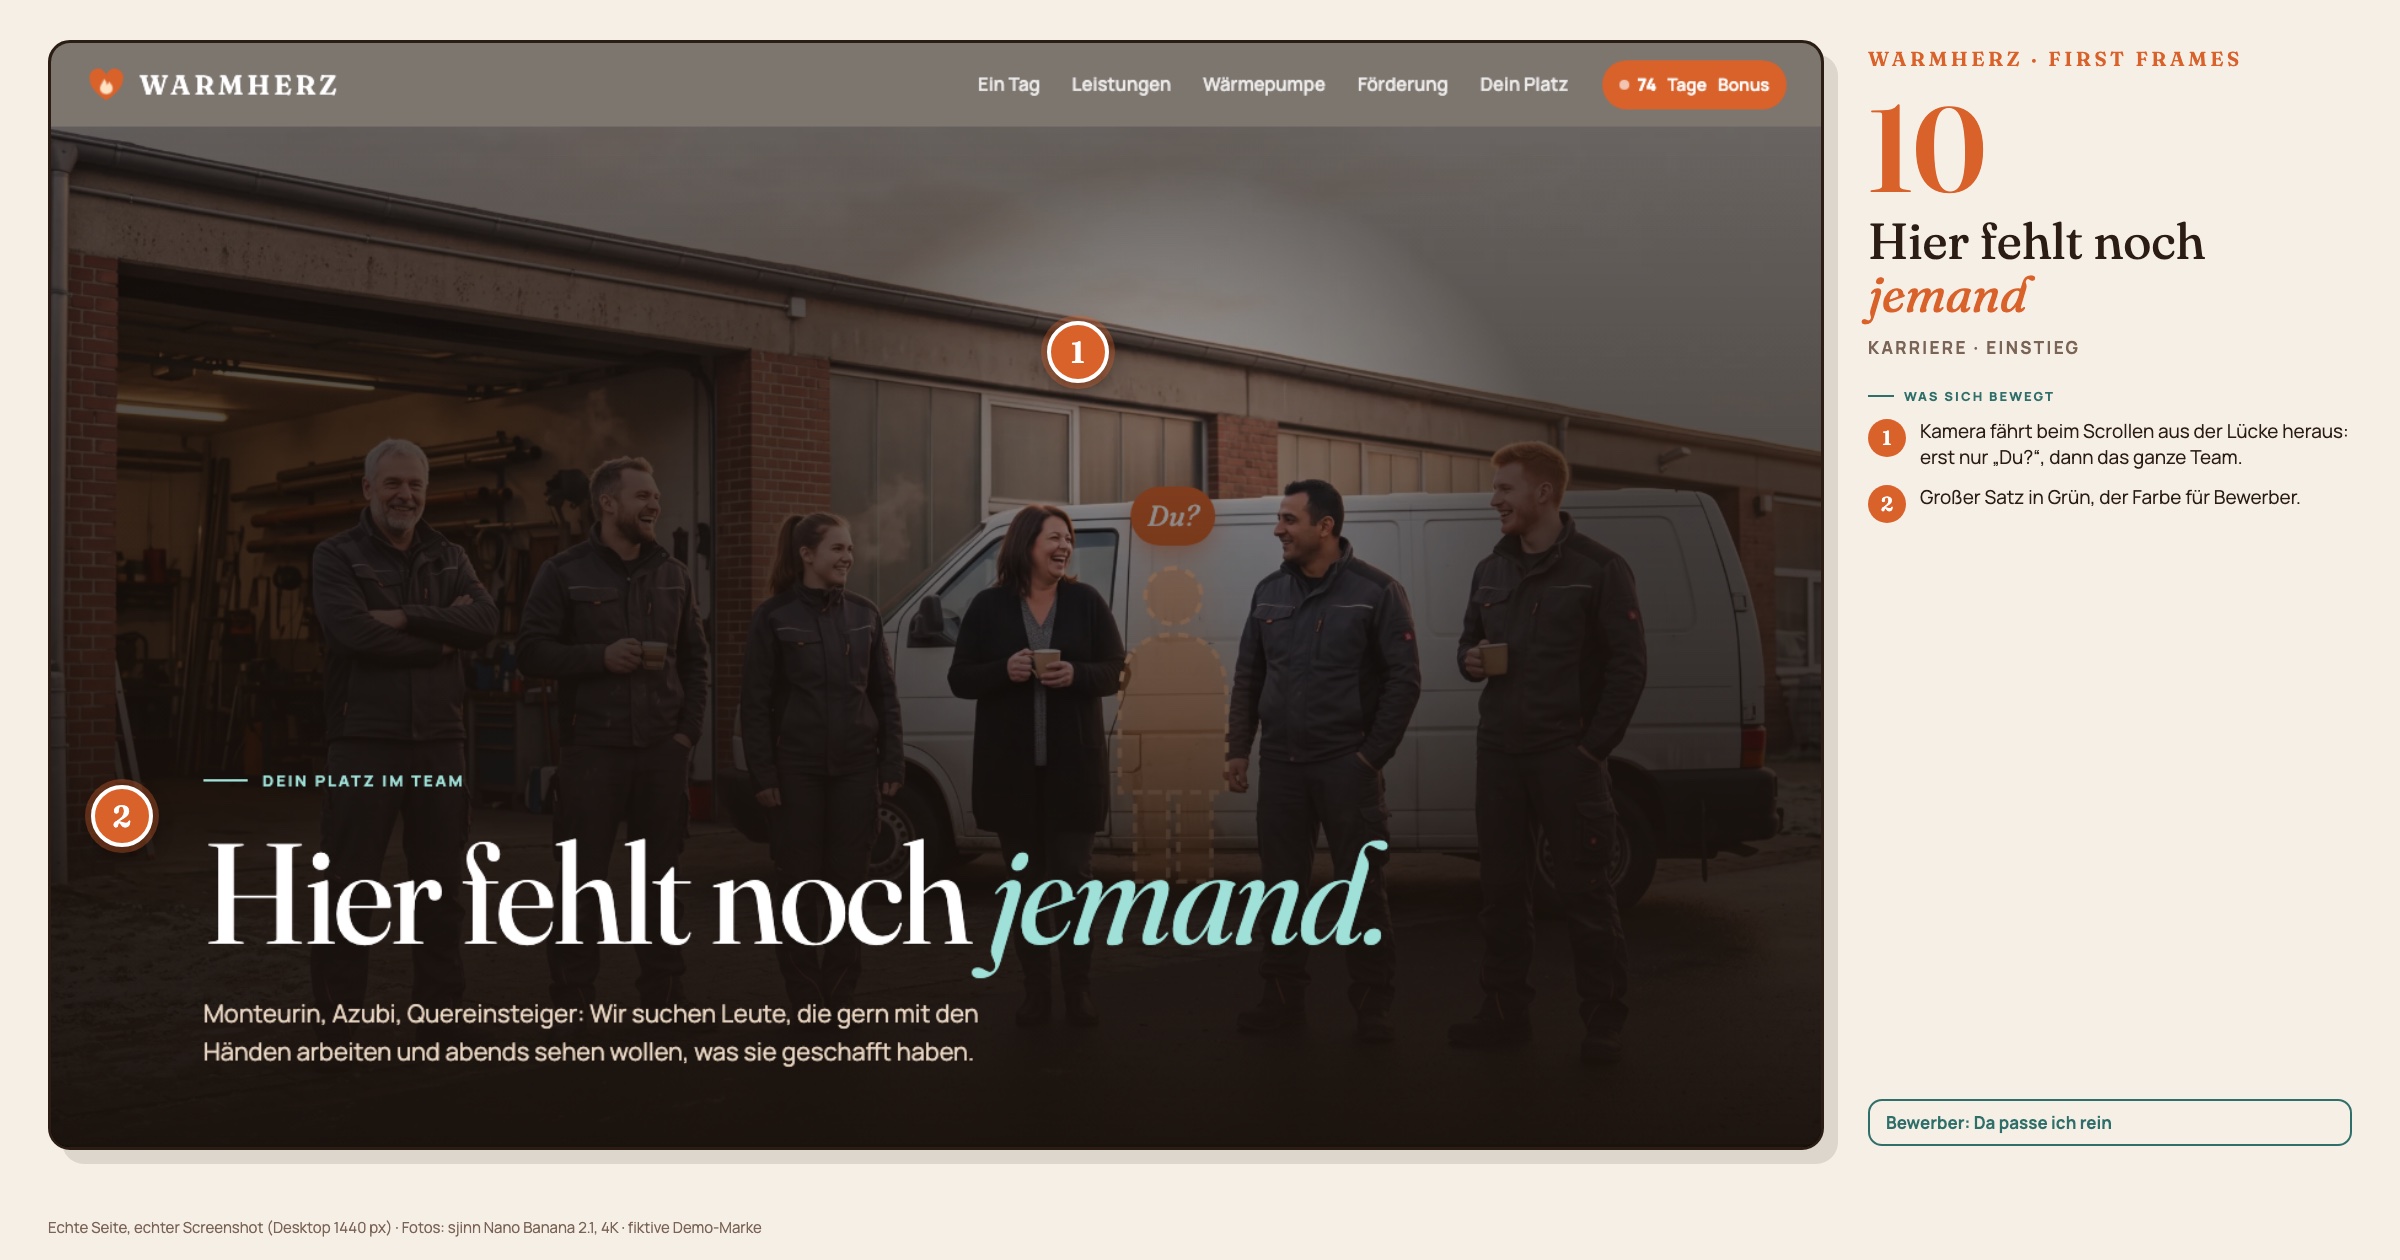 WARMHERZ
Ein Tag Leistungen Wärmepumpe Förderung Dein Platz 74 Tage Bonus
1
Du?
2
DEIN PLATZ IM TEAM
Hier fehlt noch jemand.
Monteurin, Azubi, Quereinsteiger: Wir suchen Leute, die gern mit den
Händen arbeiten und abends sehen wollen, was sie geschafft haben.
WARMHERZ · FIRST FRAMES
10
Hier fehlt noch
jemand
KARRIERE · EINSTIEG
WAS SICH BEWEGT
1 Kamera fährt beim Scrollen aus der Lücke heraus:
erst nur „Du?“, dann das ganze Team.
2 Großer Satz in Grün, der Farbe für Bewerber.
Bewerber: Da passe ich rein
Echte Seite, echter Screenshot (Desktop 1440 px) · Fotos: sjinn Nano Banana 2.1, 4K · fiktive Demo-Marke